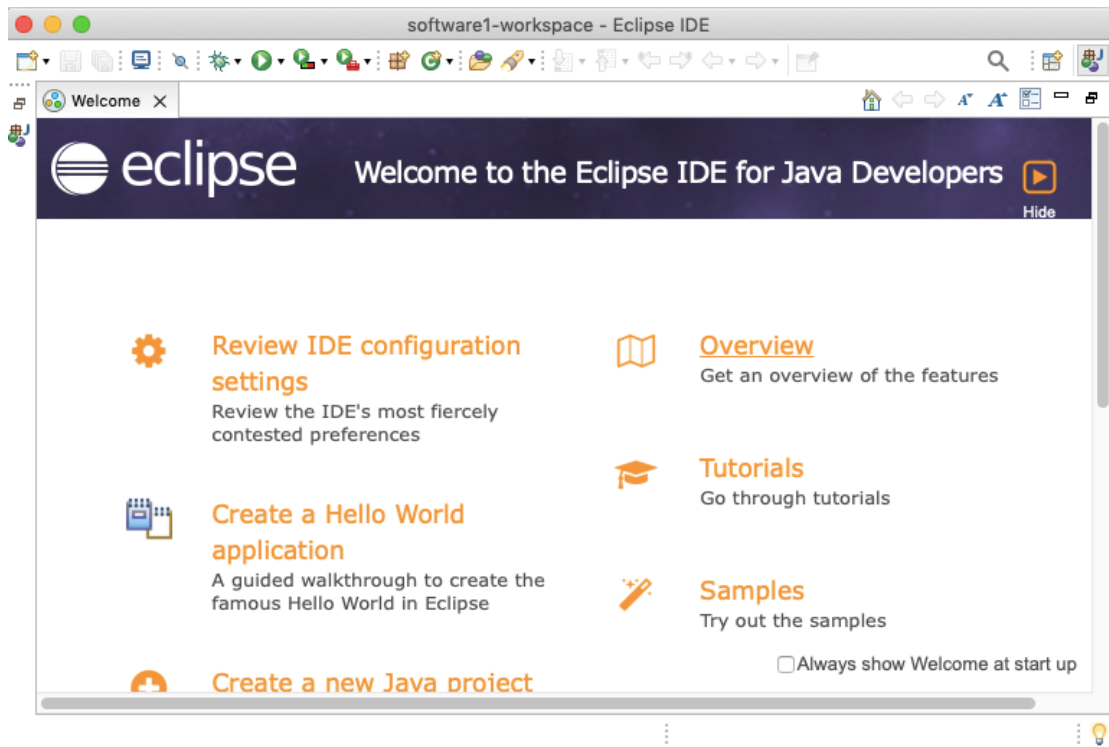 software1-workspace - Eclipse IDE
Welcome
eclipse
Welcome to the Eclipse IDE for Java Developers
Hide
Review IDE configuration
settings
Review the IDE's most fiercely
contested preferences
Overview
Get an overview of the features
Tutorials
Go through tutorials
Create a Hello World
application
A guided walkthrough to create the
famous Hello World in Eclipse
Samples
Try out the samples
Always show Welcome at start up
Create a new Java project